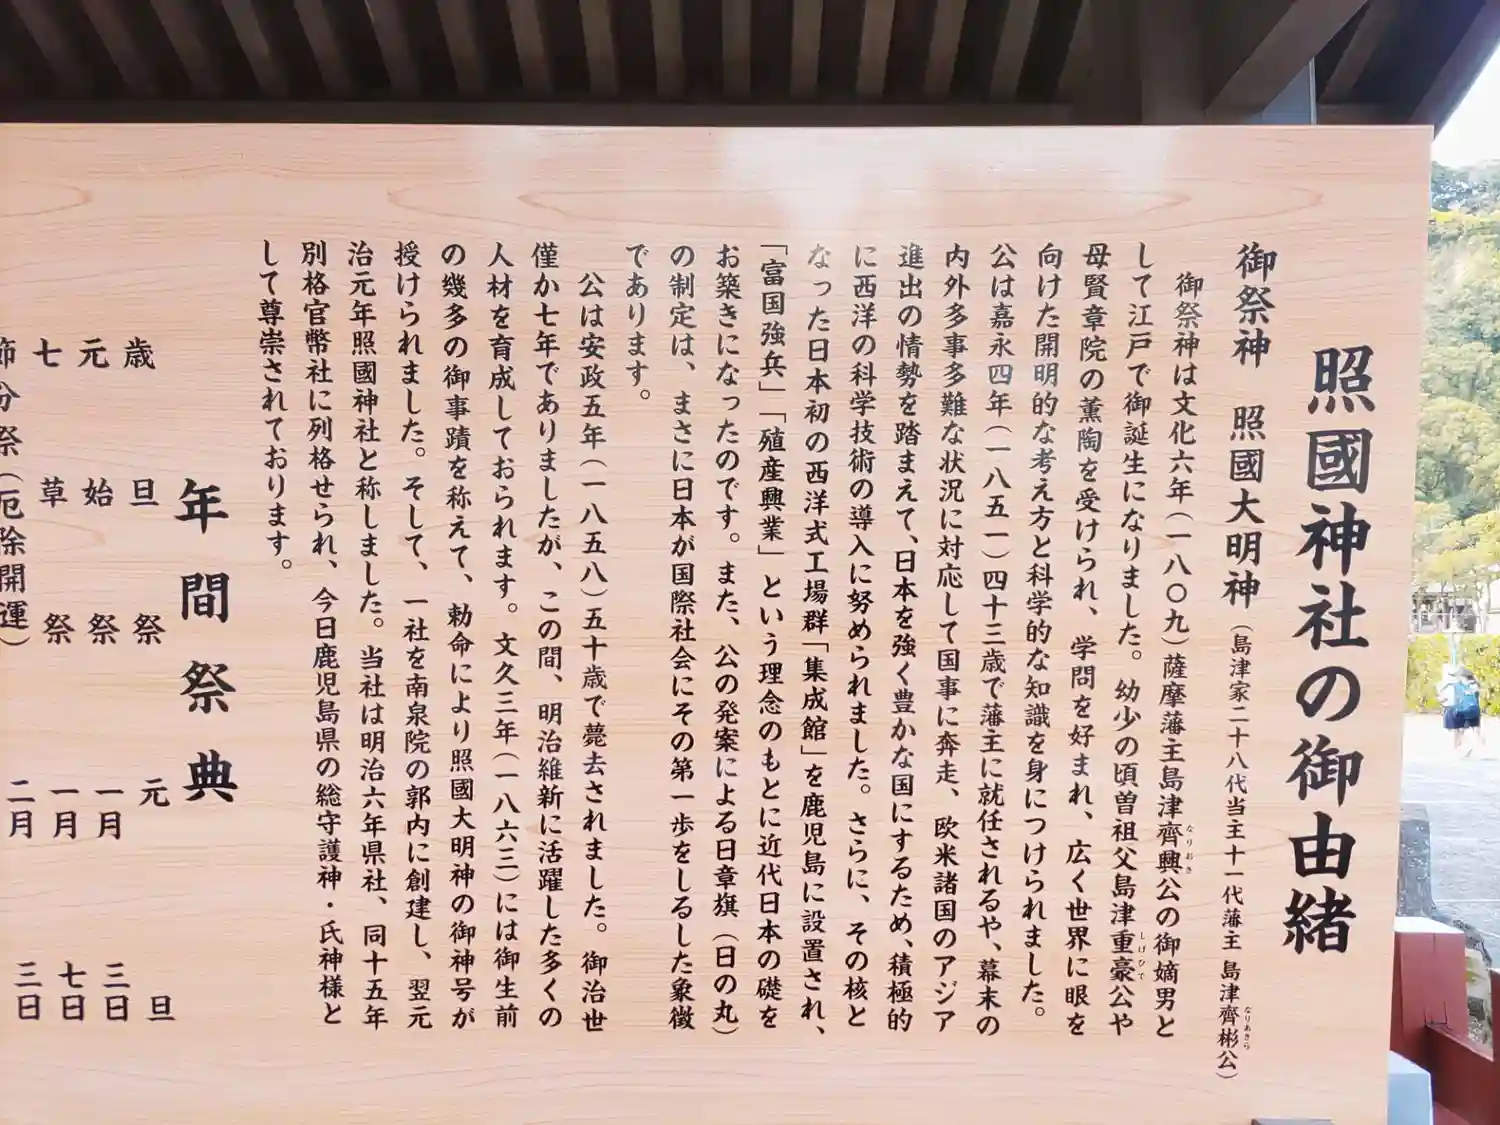 照國神社の御由緒
御祭神　照國大明神（島津家二十八代当主十一代藩主 島津齊彬公）
なりあきら
御祭神は文化六年（一八〇九）薩摩藩主島津齊興公の御嫡男と
なりおき
して江戸で御誕生になりました。幼少の頃曽祖父島津重豪公や
しげひで
母賢章院の薫陶を受けられ、学問を好まれ、広く世界に眼を
向けた開明的な考え方と科学的な知識を身につけられました。
公は嘉永四年（一八五一）四十三歳で藩主に就任されるや、幕末の
内外多事多難な状況に対応して国事に奔走、欧米諸国のアジア
進出の情勢を踏まえて、日本を強く豊かな国にするため、積極的
に西洋の科学技術の導入に努められました。さらに、その核と
なった日本初の西洋式工場群「集成館」を鹿児島に設置され、
「富国強兵」「殖産興業」という理念のもとに近代日本の礎を
お築きになったのです。また、公の発案による日章旗（日の丸）
の制定は、まさに日本が国際社会にその第一歩をしるした象徴
であります。
公は安政五年（一八五八）五十歳で薨去されました。御治世
僅か七年でありましたが、この間、明治維新に活躍した多くの
人材を育成しておられます。文久三年（一八六三）には御生前
の幾多の御事蹟を称えて、勅命により照國大明神の御神号が
授けられました。そして、一社を南泉院の郭内に創建し、翌元
治元年照國神社と称しました。当社は明治六年県社、同十五年
別格官幣社に列格せられ、今日鹿児島県の総守護神・氏神様と
して尊崇されております。
年間祭典
歳旦祭　元旦
元始祭　一月三日
七草祭　一月七日
節分祭（厄除開運）　二月三日